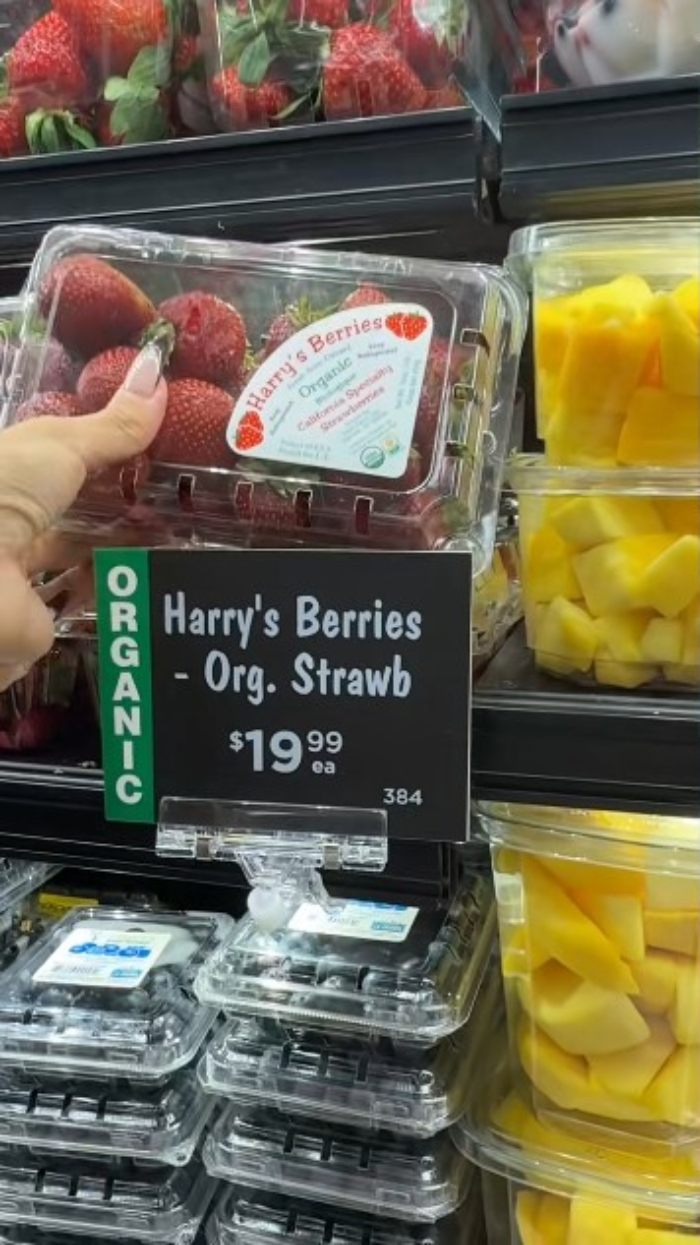 Harry's Berries
Organic
California Specialty
Strawberries
ORGANIC
Harry's Berries
- Org. Strawb
$19 99
ea
384